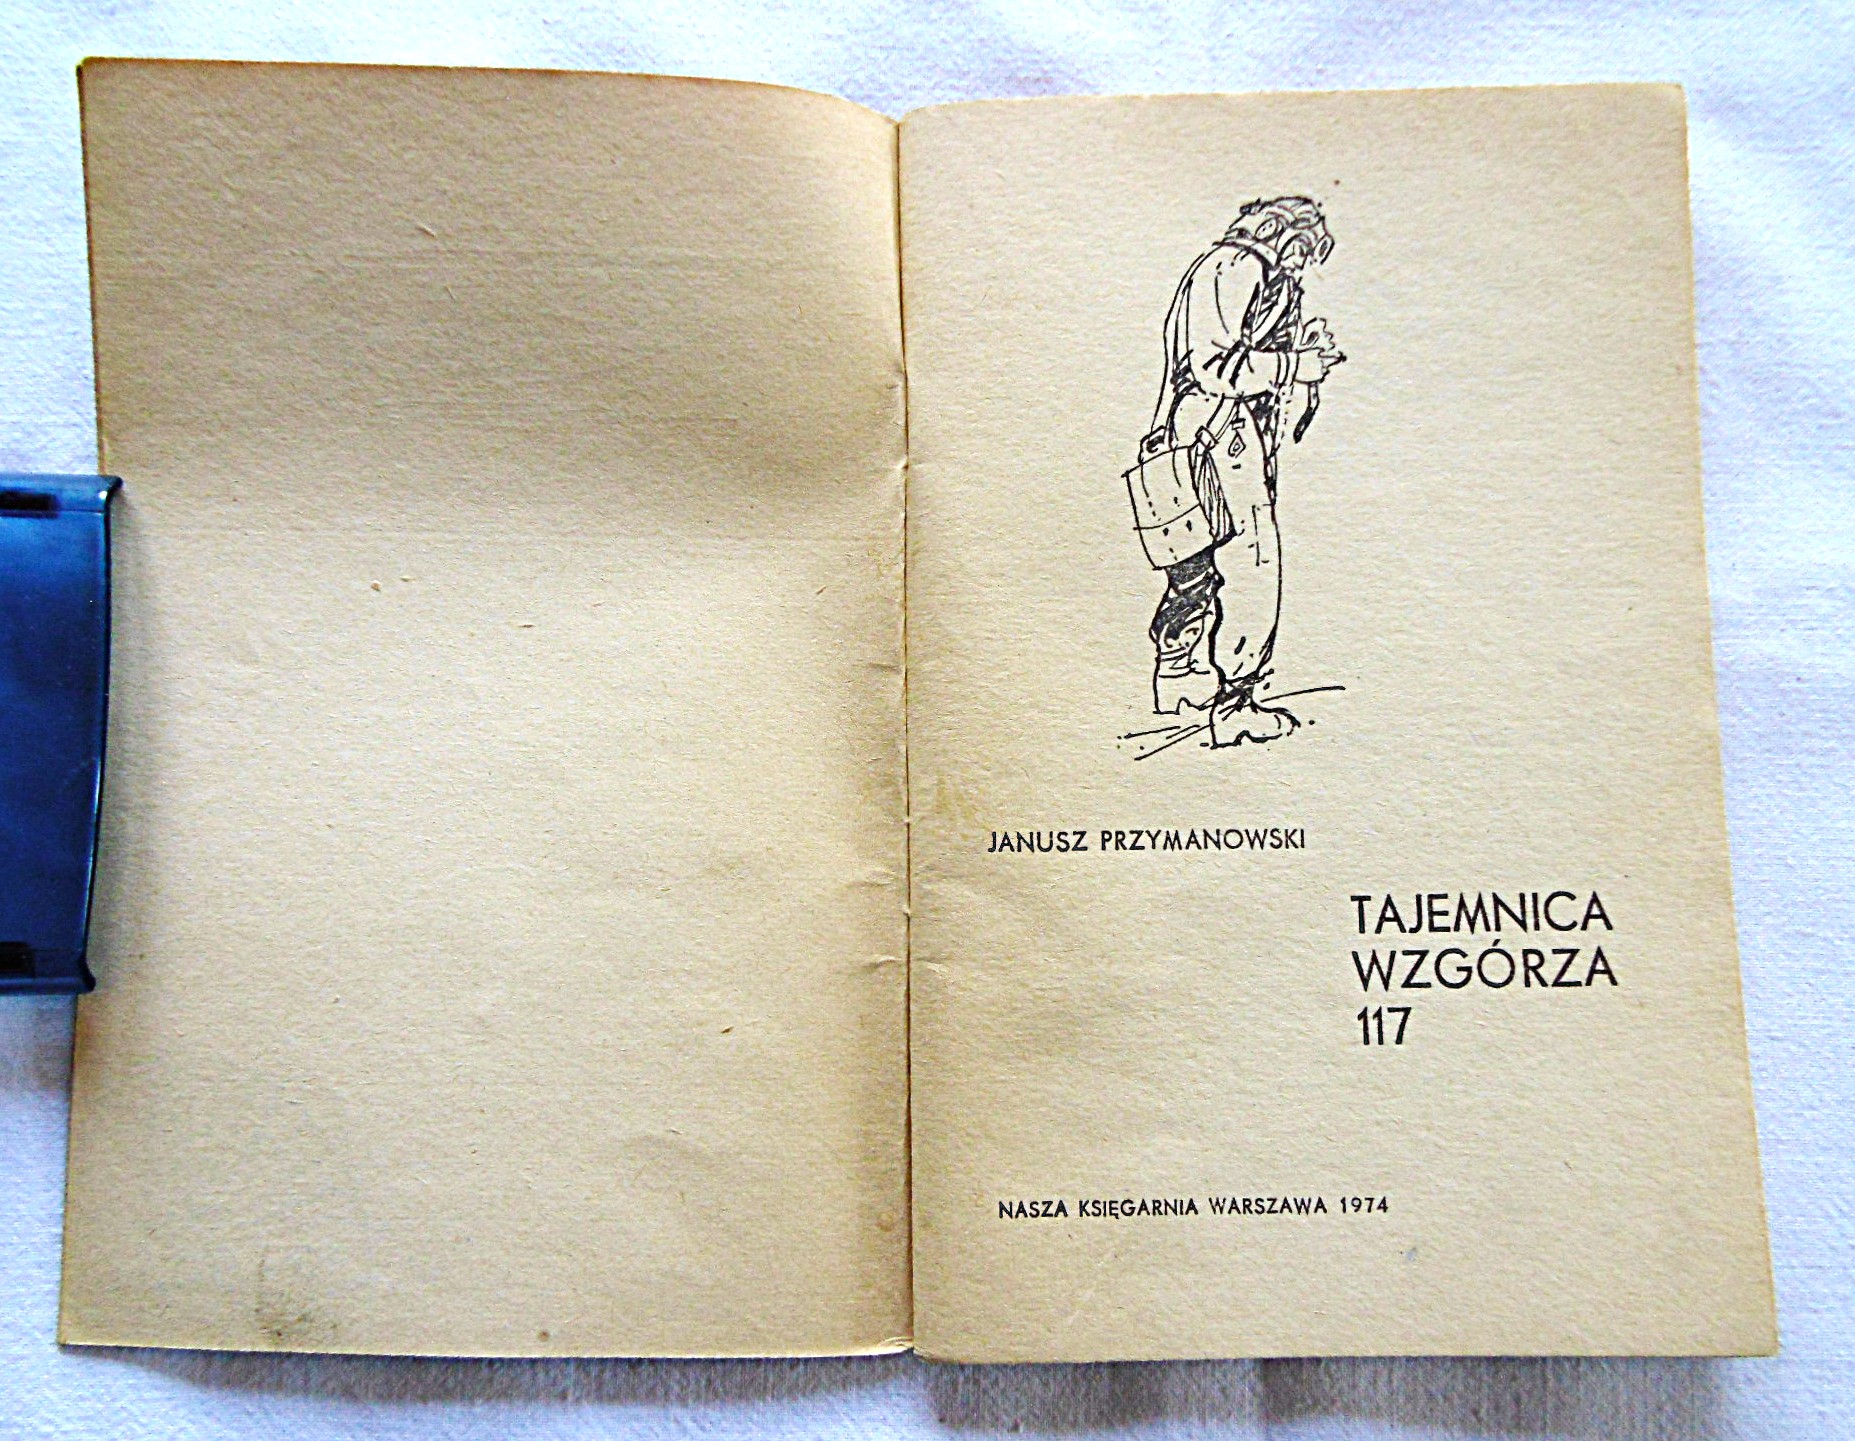 JANUSZ PRZYMANOWSKI
TAJEMNICA
WZGÓRZA
117
NASZA KSIĘGARNIA WARSZAWA 1974